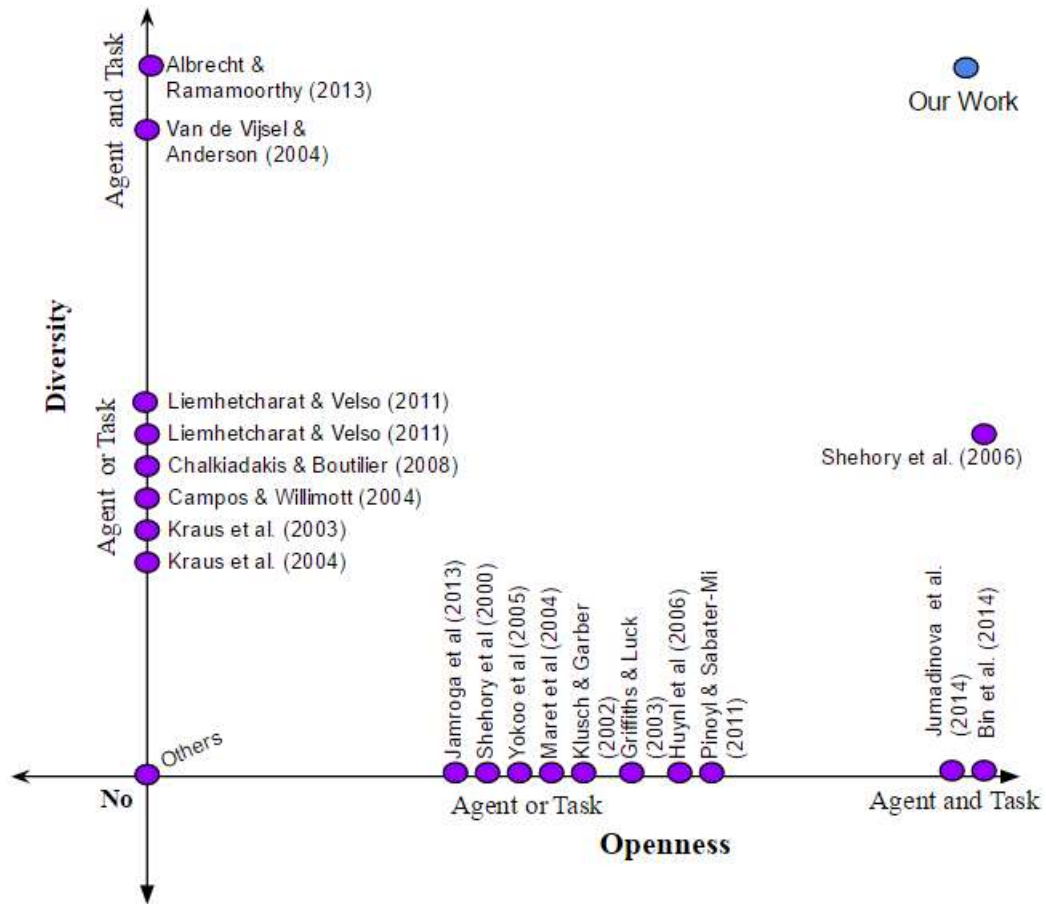 Agent and Task
Albrecht &
Ramamoorthy (2013)
Van de Vijsel &
Anderson (2004)
Our Work
Diversity
Agent or Task
Liemhetcharat & Velso (2011)
Liemhetcharat & Velso (2011)
Chalkiadakis & Boutilier (2008)
Campos & Willimott (2004)
Kraus et al. (2003)
Kraus et al. (2004)
Shehory et al. (2006)
Jamroga et al (2013)
Shehory et al (2000)
Yokoo et al (2005)
Maret et al (2004)
Klusch & Garber
(2002)
Griffiths & Luck
(2003)
Huynl et al (2006)
Pinoyl & Sabater-Mi
(2011)
Jumadinova et al.
(2014)
Bin et al. (2014)
Others
No
Agent or Task
Agent and Task
Openness